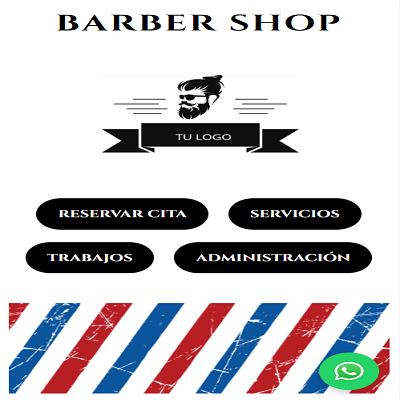 BARBER SHOP
TU LOGO
RESERVAR CITA
SERVICIOS
TRABAJOS
ADMINISTRACIÓN